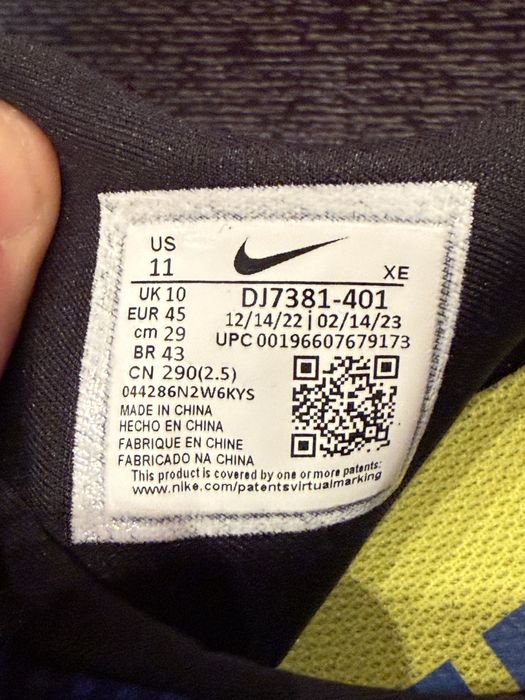 US
11
XE
UK 10
EUR 45
cm 29
BR 43
CN 290(2.5)
DJ7381-401
12/14/22 | 02/14/23
UPC 00196607679173
044286N2W6KYS
MADE IN CHINA
HECHO EN CHINA
FABRIQUE EN CHINE
FABRICADO NA CHINA
This product is covered by one or more patents:
www.nike.com/patentsvirtualmarking